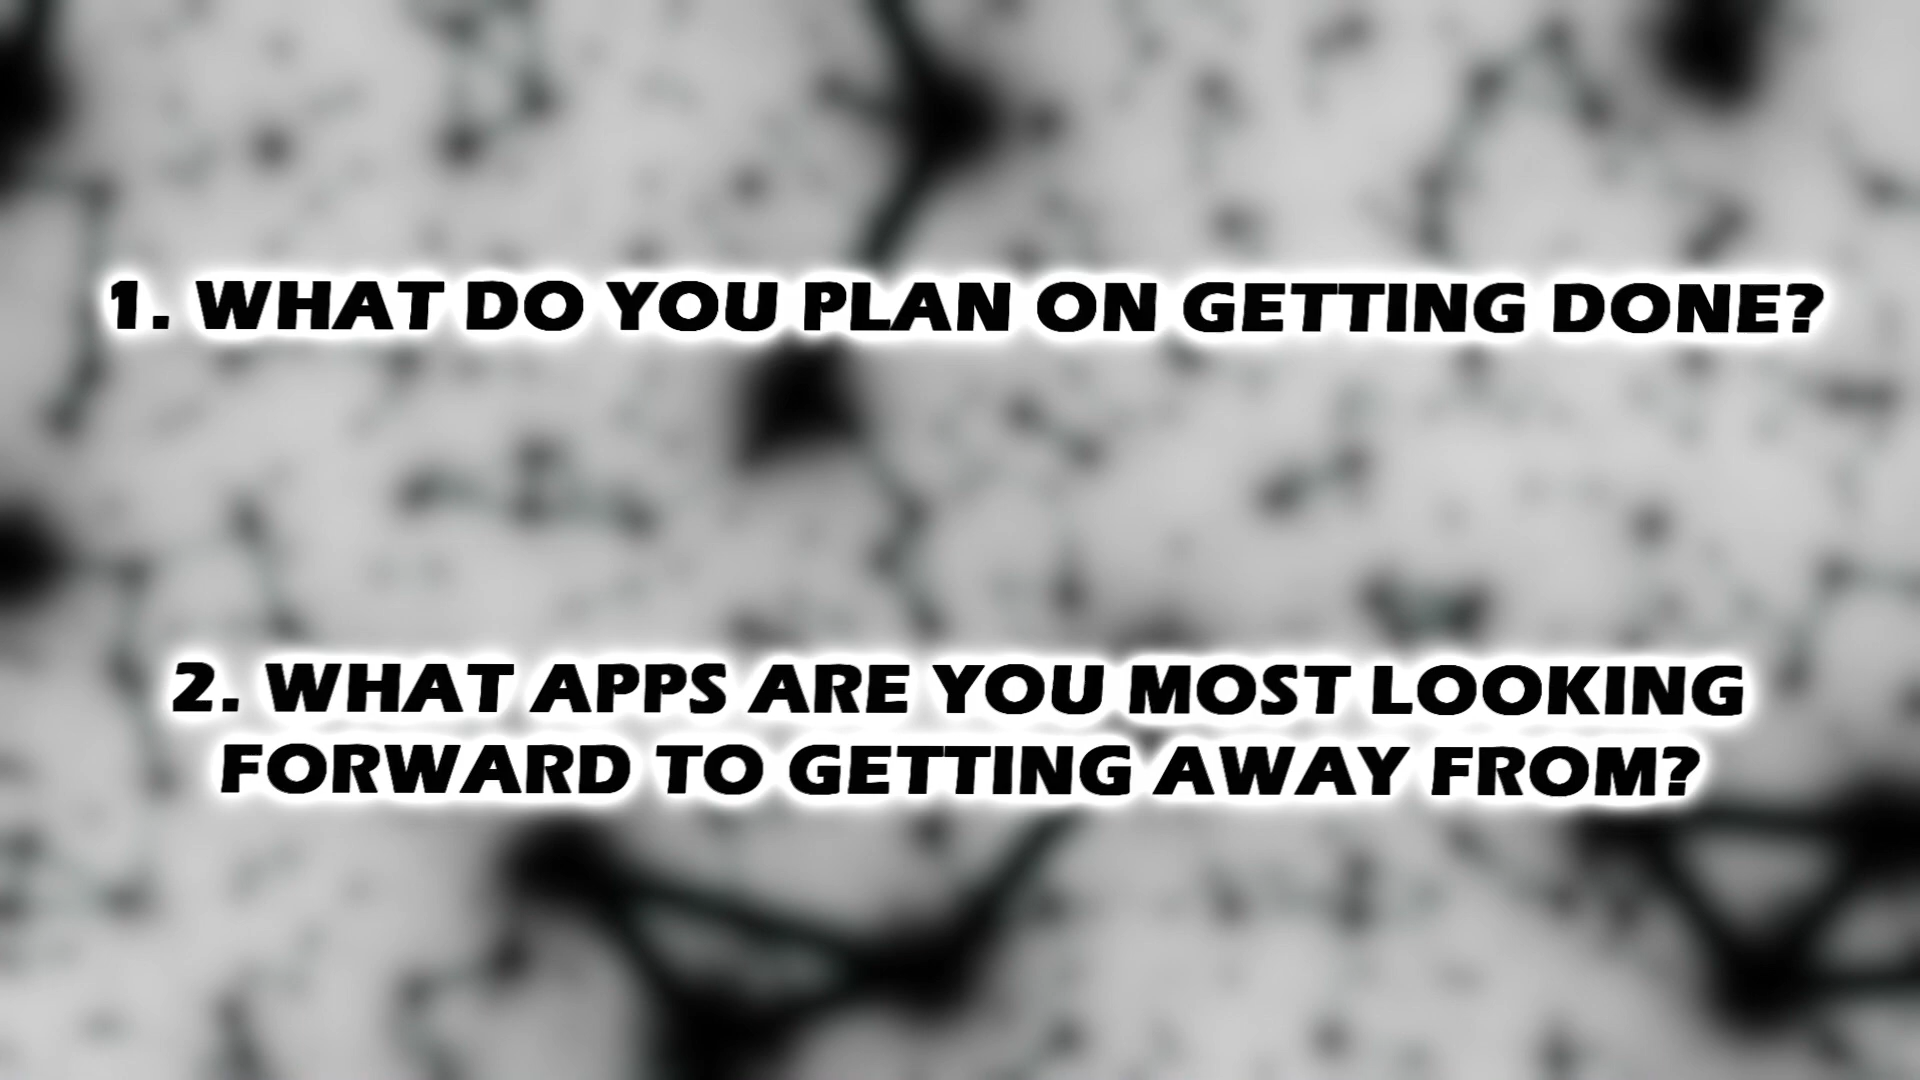 1. WHAT DO YOU PLAN ON GETTING DONE?
2. WHAT APPS ARE YOU MOST LOOKING
FORWARD TO GETTING AWAY FROM?